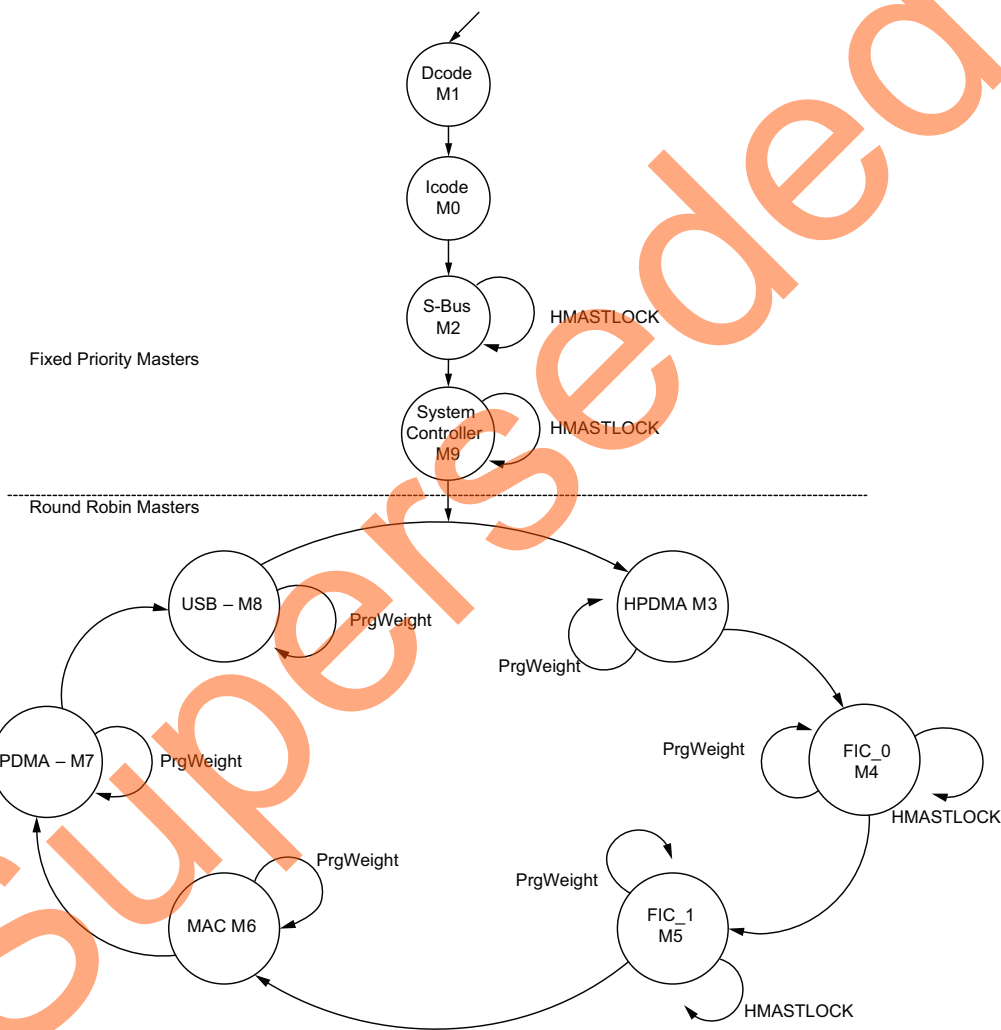 Dcode
M1
Icode
M0
S-Bus
M2
HMASTLOCK
Fixed Priority Masters
System
Controller
M9
HMASTLOCK
Round Robin Masters
USB – M8
PrgWeight
HPDMA M3
PrgWeight
PDMA – M7
PrgWeight
PrgWeight
FIC_0
M4
HMASTLOCK
PrgWeight
MAC M6
PrgWeight
FIC_1
M5
HMASTLOCK
Superseded